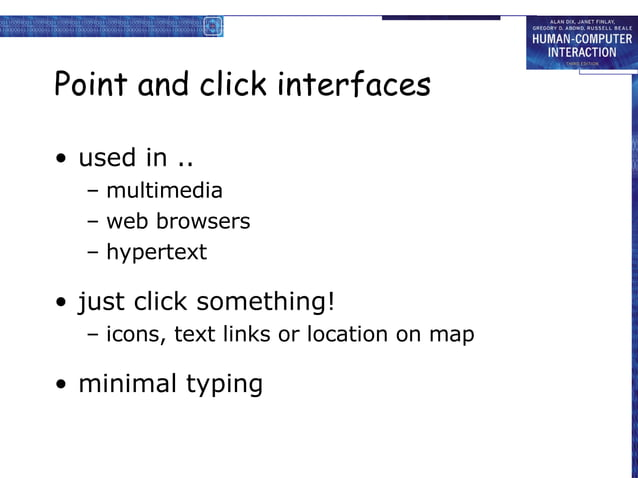 ALAN DIX, JANET FINLAY,
GREGORY D. ABOWD, RUSSELL BEALE
HUMAN-COMPUTER
INTERACTION
THIRD EDITION
Point and click interfaces
• used in ..
– multimedia
– web browsers
– hypertext
• just click something!
– icons, text links or location on map
• minimal typing